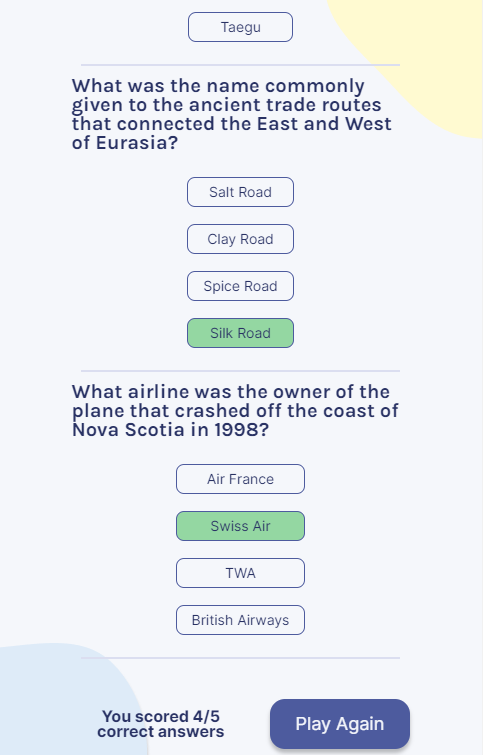 Taegu
What was the name commonly
given to the ancient trade routes
that connected the East and West
of Eurasia?
Salt Road
Clay Road
Spice Road
Silk Road
What airline was the owner of the
plane that crashed off the coast of
Nova Scotia in 1998?
Air France
Swiss Air
TWA
British Airways
You scored 4/5
correct answers
Play Again